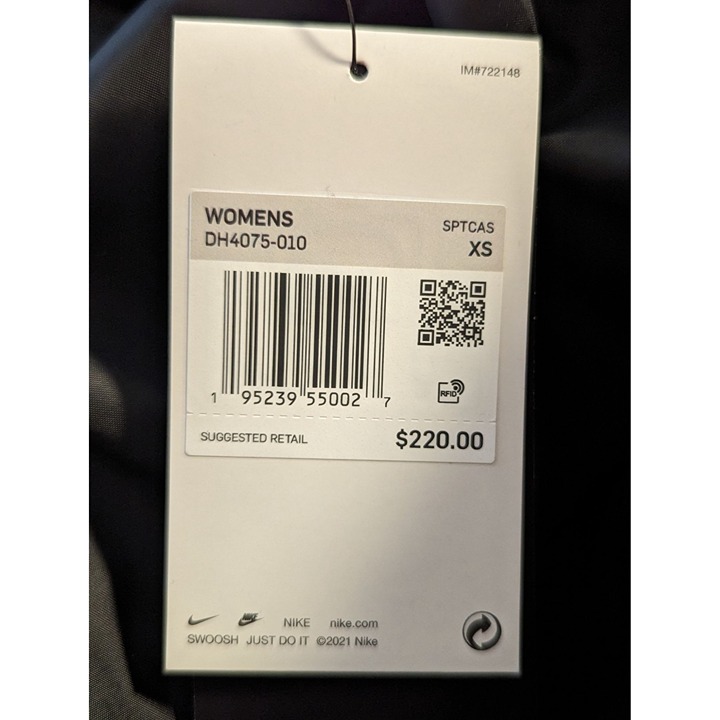 IM#722148
WOMENS
SPTCAS
DH4075-010
XS
1 95239 55002 7
RFID
SUGGESTED RETAIL $220.00
NIKE nike.com
SWOOSH JUST DO IT ©2021 Nike